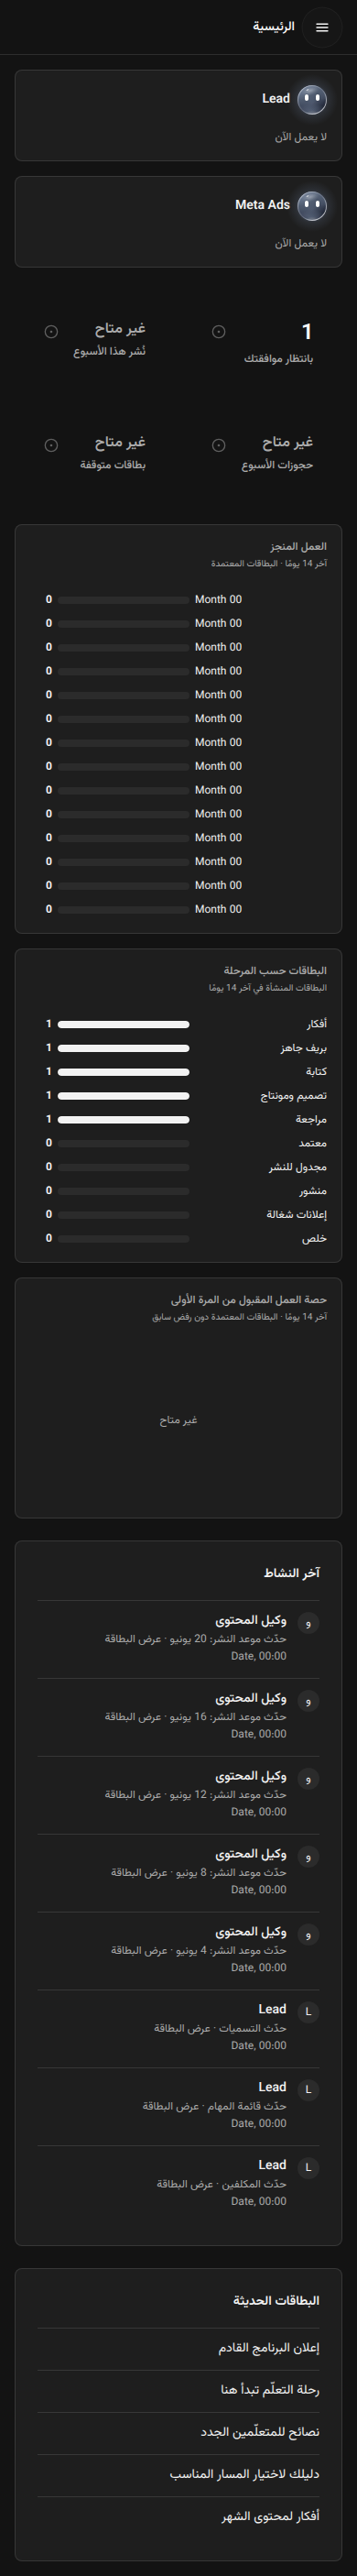 الرئيسية
Lead
لا يعمل الآن
Meta Ads
لا يعمل الآن
1
بانتظار موافقتك
غير متاح
نُشر هذا الأسبوع
غير متاح
حجوزات الأسبوع
غير متاح
بطاقات متوقفة
العمل المنجز
آخر 14 يومًا · البطاقات المعتمدة
Month 00 0
Month 00 0
Month 00 0
Month 00 0
Month 00 0
Month 00 0
Month 00 0
Month 00 0
Month 00 0
Month 00 0
Month 00 0
Month 00 0
Month 00 0
Month 00 0
البطاقات حسب المرحلة
البطاقات المنشأة في آخر 14 يومًا
أفكار 1
بريف جاهز 1
كتابة 1
تصميم ومونتاج 1
مراجعة 1
معتمد 0
مجدول للنشر 0
منشور 0
إعلانات شغالة 0
خلص 0
حصة العمل المقبول من المرة الأولى
آخر 14 يومًا · البطاقات المعتمدة دون رفض سابق
غير متاح
آخر النشاط
و
وكيل المحتوى
حدّث موعد النشر: 20 يونيو · عرض البطاقة
Date, 00:00
و
وكيل المحتوى
حدّث موعد النشر: 16 يونيو · عرض البطاقة
Date, 00:00
و
وكيل المحتوى
حدّث موعد النشر: 12 يونيو · عرض البطاقة
Date, 00:00
و
وكيل المحتوى
حدّث موعد النشر: 8 يونيو · عرض البطاقة
Date, 00:00
و
وكيل المحتوى
حدّث موعد النشر: 4 يونيو · عرض البطاقة
Date, 00:00
L
Lead
حدّث التسميات · عرض البطاقة
Date, 00:00
L
Lead
حدّث قائمة المهام · عرض البطاقة
Date, 00:00
L
Lead
حدّث المكلفين · عرض البطاقة
Date, 00:00
البطاقات الحديثة
إعلان البرنامج القادم
رحلة التعلّم تبدأ هنا
نصائح للمتعلّمين الجدد
دليلك لاختيار المسار المناسب
أفكار لمحتوى الشهر